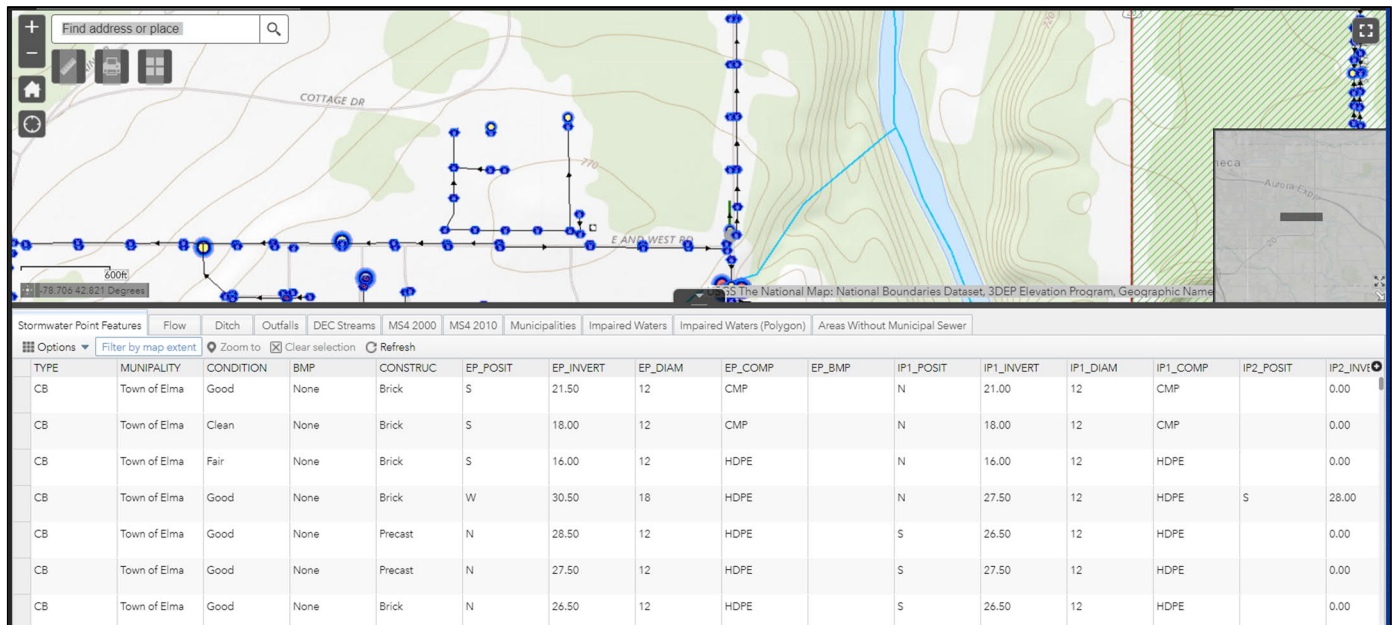 +
Find address or place
−
COTTAGE DR
770
720
neca
Aurora Expy
E AND WEST RD
600ft
-78.706 42.821 Degrees
USGS The National Map: National Boundaries Dataset, 3DEP Elevation Program, Geographic Name
Stormwater Point Features Flow Ditch Outfalls DEC Streams MS4 2000 MS4 2010 Municipalities Impaired Waters Impaired Waters (Polygon) Areas Without Municipal Sewer
Options Filter by map extent Zoom to Clear selection Refresh
TYPE MUNIPALITY CONDITION BMP CONSTRUC EP_POSIT EP_INVERT EP_DIAM EP_COMP EP_BMP IP1_POSIT IP1_INVERT IP1_DIAM IP1_COMP IP2_POSIT IP2_INVE
CB Town of Elma Good None Brick S 21.50 12 CMP N 21.00 12 CMP 0.00
CB Town of Elma Clean None Brick S 18.00 12 CMP N 18.00 12 CMP 0.00
CB Town of Elma Fair None Brick S 16.00 12 HDPE N 16.00 12 HDPE 0.00
CB Town of Elma Good None Brick W 30.50 18 HDPE N 27.50 12 HDPE S 28.00
CB Town of Elma Good None Precast N 28.50 12 HDPE S 26.50 12 HDPE 0.00
CB Town of Elma Good None Precast N 27.50 12 HDPE S 27.50 12 HDPE 0.00
CB Town of Elma Good None Brick N 26.50 12 HDPE S 26.50 12 HDPE 0.00